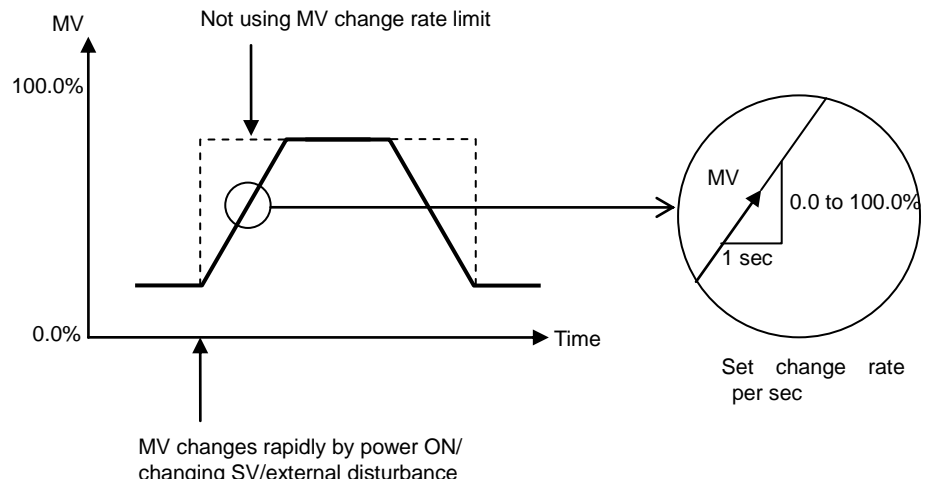 Not using MV change rate limit
MV
100.0%
MV
0.0 to 100.0%
1 sec
0.0%
Time
Set change rate
per sec
MV changes rapidly by power ON/
changing SV/external disturbance